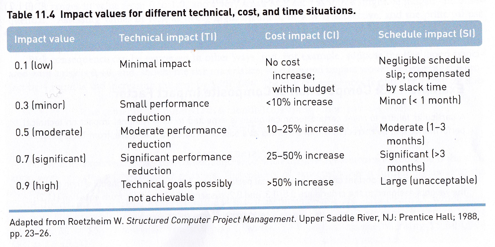 Table 11.4 Impact values for different technical, cost, and time situations.
Impact value Technical impact (TI) Cost impact (CI) Schedule impact (SI)
0.1 (low) Minimal impact No cost Negligible schedule
increase; slip; compensated
within budget by slack time
0.3 (minor) Small performance <10% increase Minor (< 1 month)
reduction
0.5 (moderate) Moderate performance 10–25% increase Moderate (1–3
reduction months)
0.7 (significant) Significant performance 25–50% increase Significant (>3
reduction months)
0.9 (high) Technical goals possibly >50% increase Large (unacceptable)
not achievable
Adapted from Roetzheim W. Structured Computer Project Management. Upper Saddle River, NJ: Prentice Hall; 1988,
pp. 23–26.